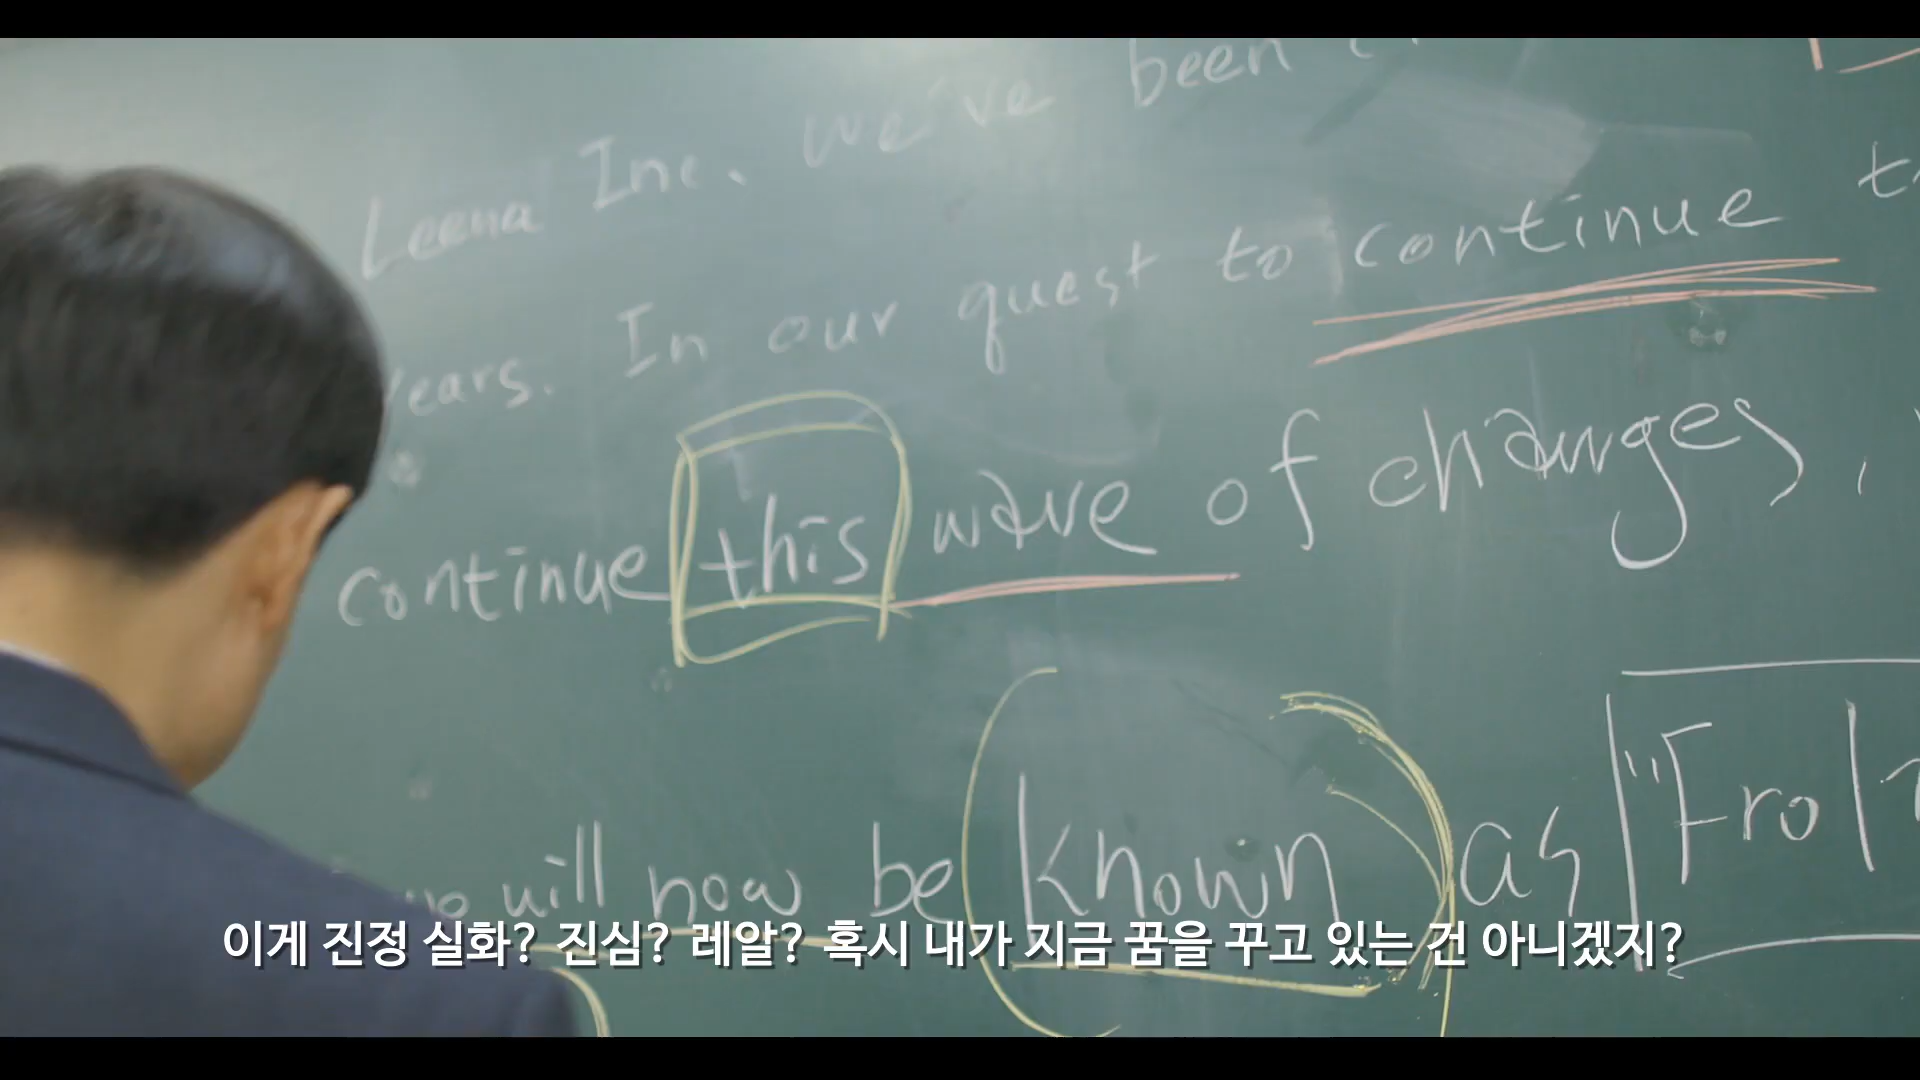 Leena Inc. we've been
years. In our quest to continue
continue this wave of changes,
will now be known as "Fro
이게 진정 실화? 진심? 레알? 혹시 내가 지금 꿈을 꾸고 있는 건 아니겠지?